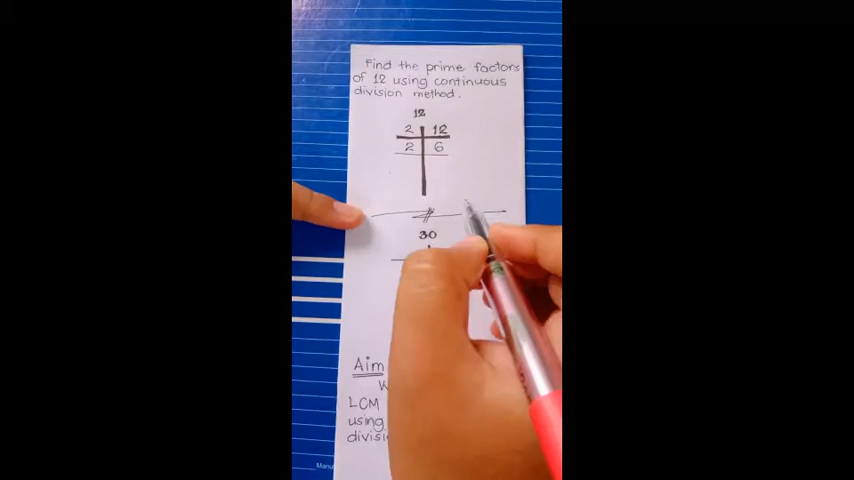 Find the prime factors
of 12 using continuous
division method.
12
2 12
2 6
30
Aim
LCM
using